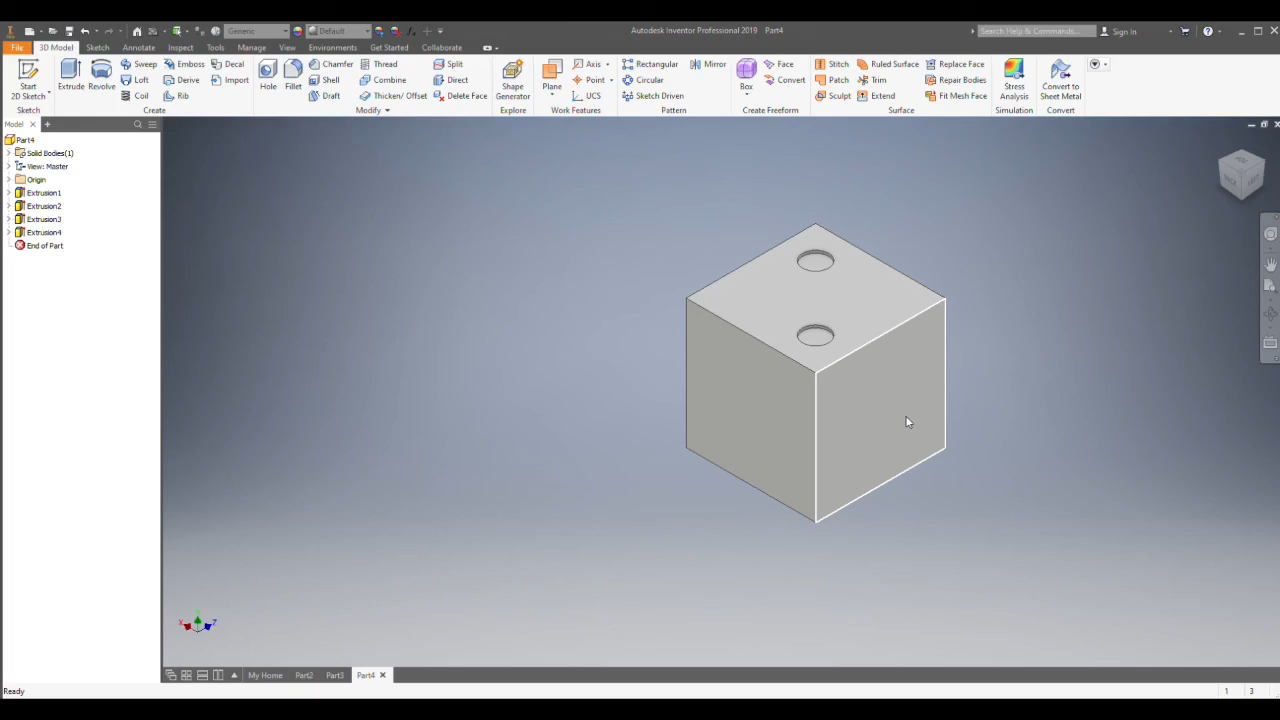 Generic Default Autodesk Inventor Professional 2019 Part4 Search Help & Commands... Sign In
File 3D Model Sketch Annotate Inspect Tools Manage View Environments Get Started Collaborate
Sweep Emboss Decal Chamfer Thread Split Axis Rectangular Mirror Face Stitch Ruled Surface Replace Face
Start 2D Sketch Extrude Revolve Loft Derive Import Hole Fillet Shell Combine Direct Shape Generator Plane Point Circular Box Convert Patch Trim Repair Bodies Stress Analysis Convert to Sheet Metal
Coil Rib Draft Thicken/ Offset Delete Face UCS Sketch Driven Sculpt Extend Fit Mesh Face
Sketch Create Modify Explore Work Features Pattern Create Freeform Surface Simulation Convert
Model
Part4
Solid Bodies(1)
View: Master
Origin
Extrusion1
Extrusion2
Extrusion3
Extrusion4
End of Part
BACK LEFT
X Z
My Home Part2 Part3 Part4
Ready 1 3